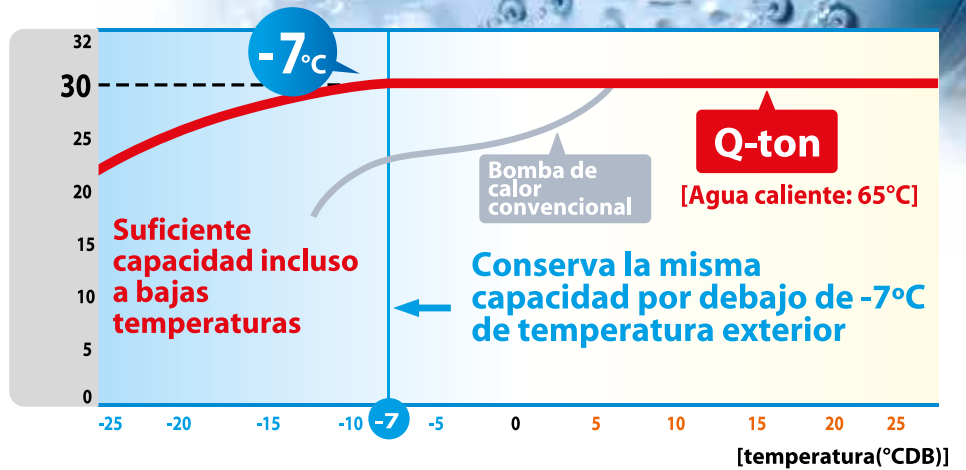 32
30
25
20
15
10
5
0
-7°C
Q-ton
[Agua caliente: 65°C]
Bomba de
calor
convencional
Suficiente
capacidad incluso
a bajas
temperaturas
Conserva la misma
capacidad por debajo de -7ºC
de temperatura exterior
-25 -20 -15 -10 -7 -5 0 5 10 15 20 25
[temperatura(°CDB)]